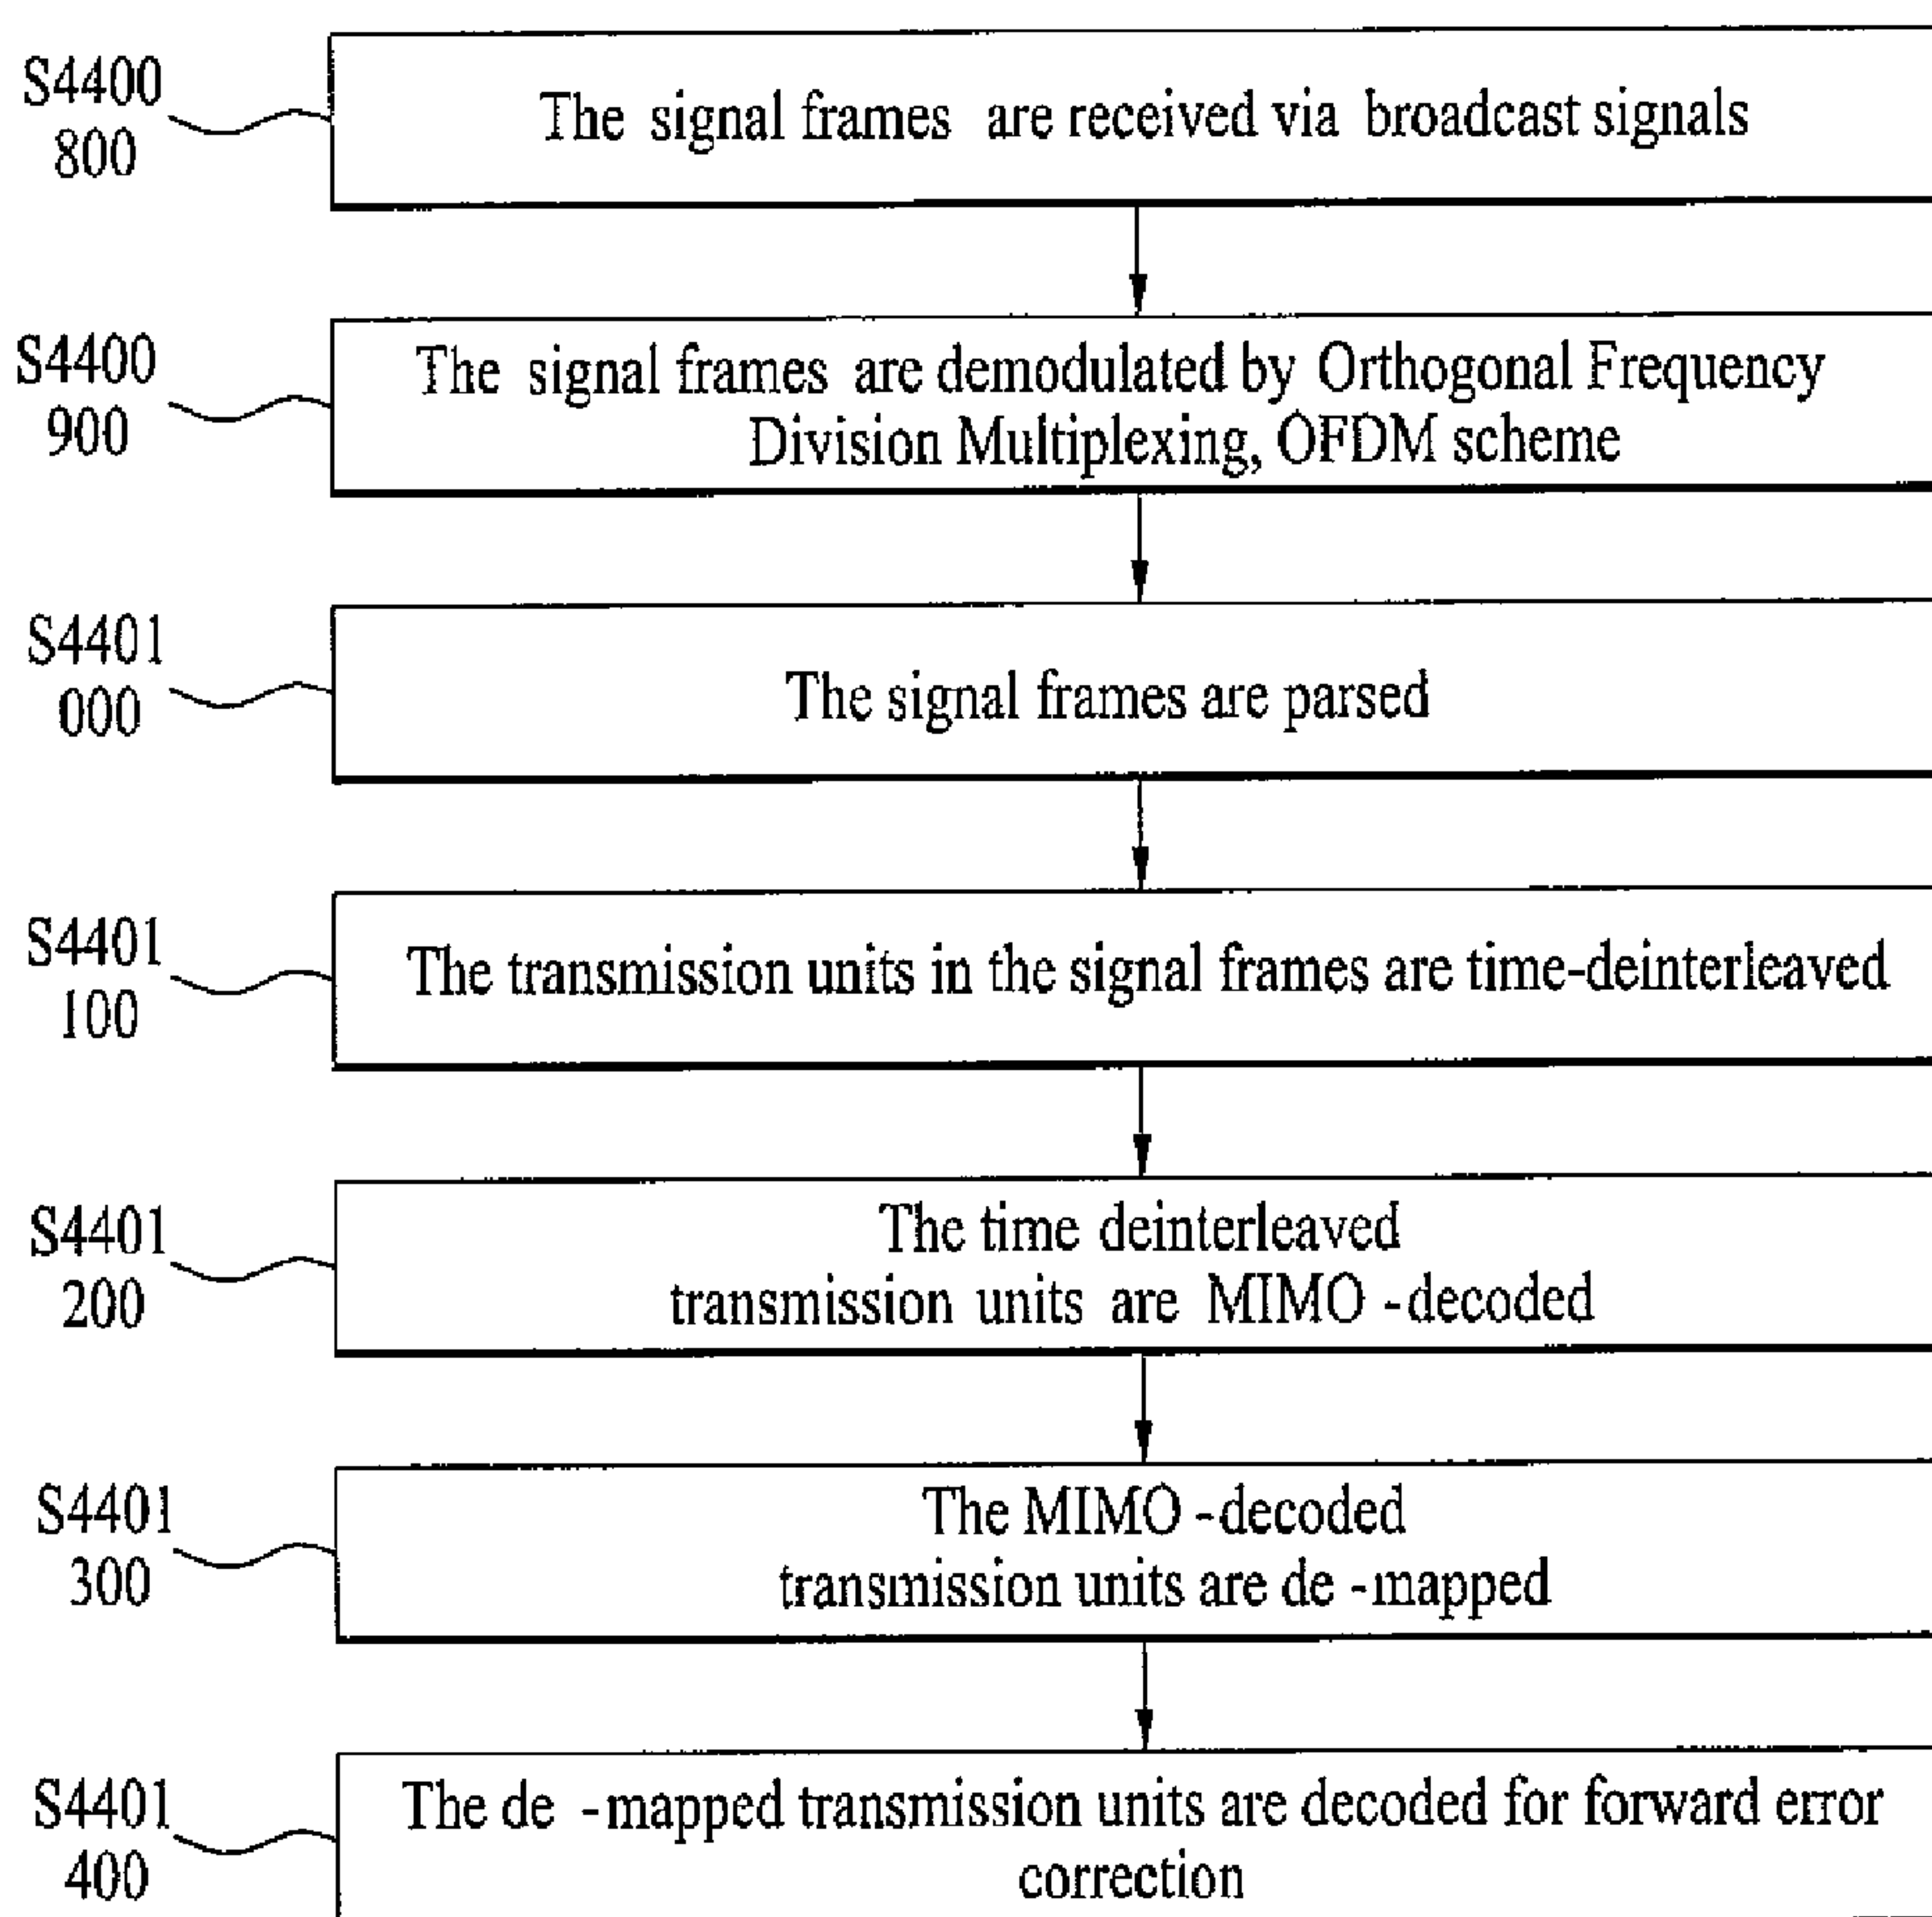 S4400
800
The signal frames are received via broadcast signals
S4400
900
The signal frames are demodulated by Orthogonal Frequency
Division Multiplexing, OFDM scheme
S4401
000
The signal frames are parsed
S4401
100
The transmission units in the signal frames are time-deinterleaved
S4401
200
The time deinterleaved
transmission units are MIMO -decoded
S4401
300
The MIMO -decoded
transmission units are de -mapped
S4401
400
The de -mapped transmission units are decoded for forward error
correction